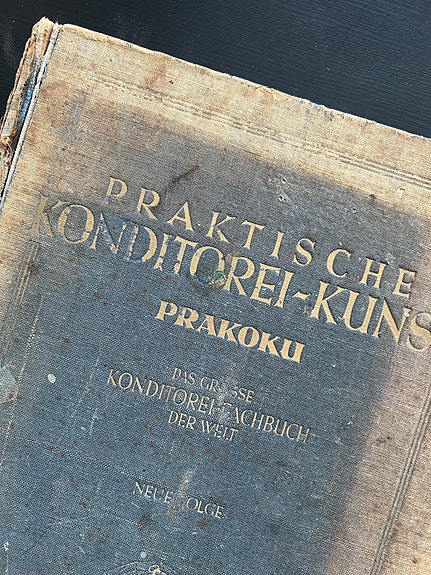 PRAKTISCHE
KONDITOREI-KUNS
PRAKOKU
DAS GROSSE
KONDITOREI-FACHBUCH
DER WELT
NEUE FOLGE